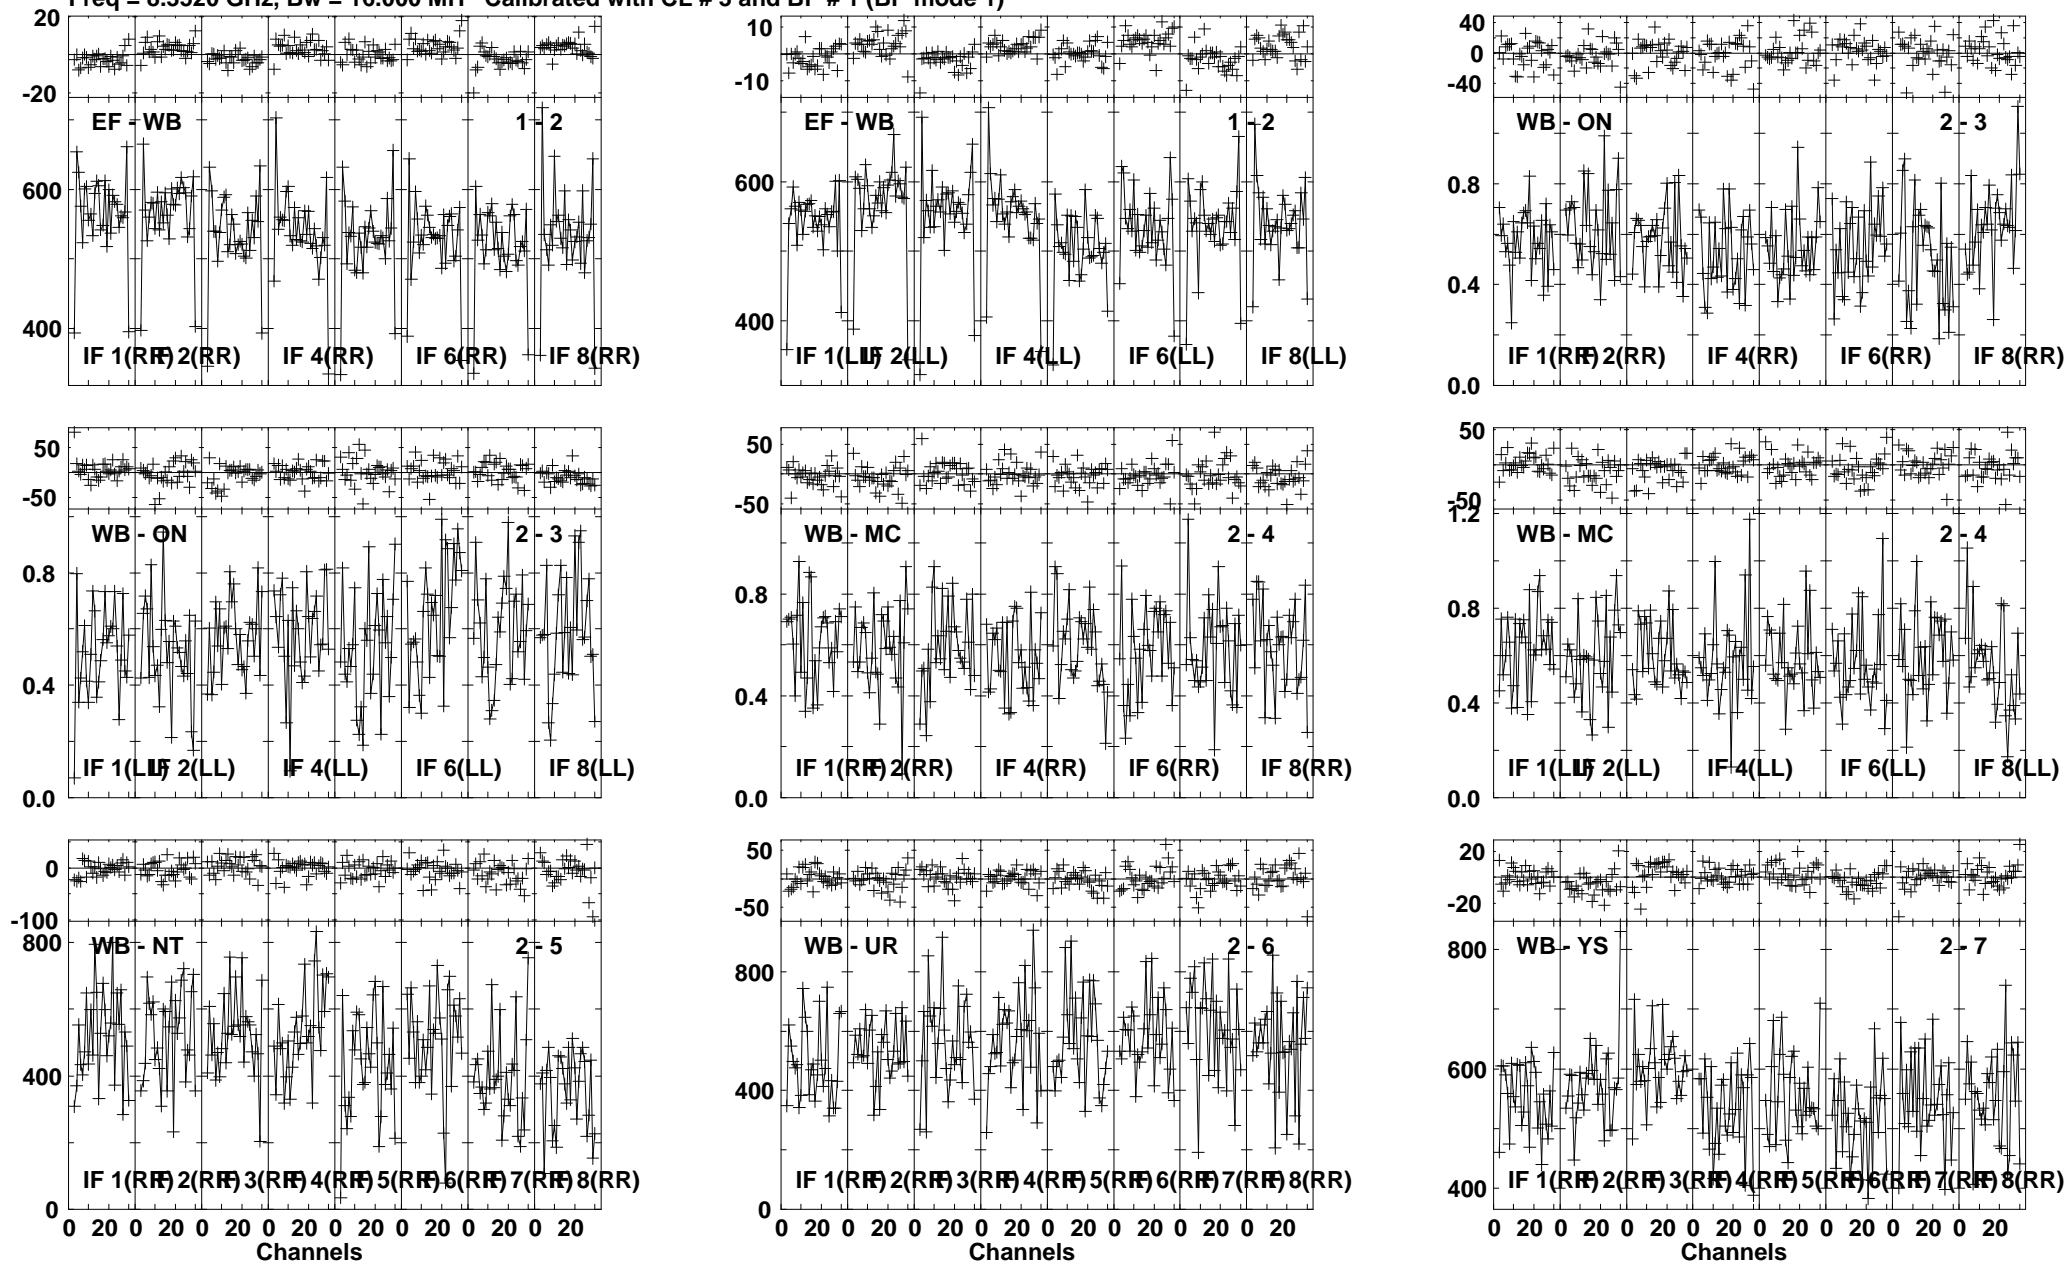 Freq = 8.3320 GHz, Bw = 16.000 MH Calibrated with CL # 3 and BP # 1 (BP mode 1)
20
-20
10
-10
40
0
-40
EF - WB 1 - 2
EF - WB 1 - 2
WB - ON 2 - 3
600
400
600
400
0.8
0.4
0.0
IF 1(RR) IF 2(RR) IF 4(RR) IF 6(RR) IF 8(RR)
IF 1(LL) IF 2(LL) IF 4(LL) IF 6(LL) IF 8(LL)
IF 1(RR) IF 2(RR) IF 4(RR) IF 6(RR) IF 8(RR)
50
-50
50
-50
50
-50
WB - ON 2 - 3
WB - MC 2 - 4
WB - MC 2 - 4
0.8
0.4
0.0
0.8
0.4
0.0
1.2
0.8
0.4
0.0
IF 1(LL) IF 2(LL) IF 4(LL) IF 6(LL) IF 8(LL)
IF 1(RR) IF 2(RR) IF 4(RR) IF 6(RR) IF 8(RR)
IF 1(LL) IF 2(LL) IF 4(LL) IF 6(LL) IF 8(LL)
0
-100
50
-50
20
-20
WB - NT 2 - 5
WB - UR 2 - 6
WB - YS 2 - 7
800
400
0
800
400
0
800
600
400
IF 1(RR) IF 2(RR) IF 3(RR) IF 4(RR) IF 5(RR) IF 6(RR) IF 7(RR) IF 8(RR)
IF 1(RR) IF 2(RR) IF 3(RR) IF 4(RR) IF 5(RR) IF 6(RR) IF 7(RR) IF 8(RR)
IF 1(RR) IF 2(RR) IF 3(RR) IF 4(RR) IF 5(RR) IF 6(RR) IF 7(RR) IF 8(RR)
0 20 0 20 0 20 0 20 0 20 0 20 0 20 0 20
0 20 0 20 0 20 0 20 0 20 0 20 0 20 0 20
0 20 0 20 0 20 0 20 0 20 0 20 0 20 0 20
Channels
Channels